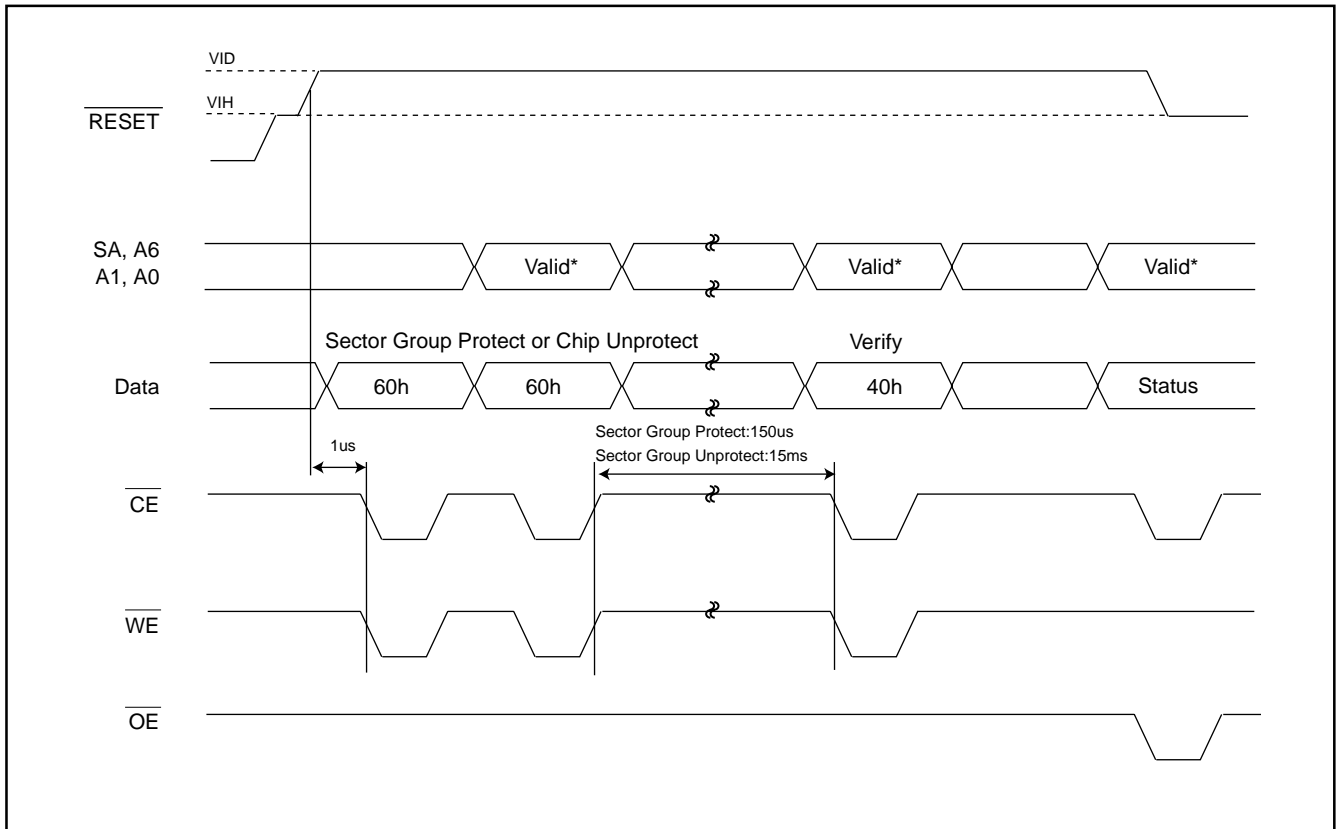 VID
VIH
RESET
SA, A6
A1, A0
Valid*
Valid*
Valid*
Sector Group Protect or Chip Unprotect
Verify
Data
60h
60h
40h
Status
1us
Sector Group Protect:150us
Sector Group Unprotect:15ms
CE
WE
OE